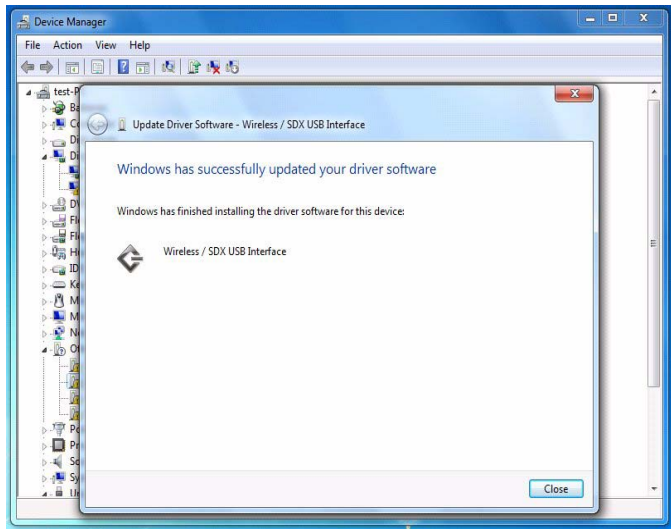 Device Manager
File Action View Help
test-P
Update Driver Software - Wireless / SDX USB Interface
Windows has successfully updated your driver software
Windows has finished installing the driver software for this device:
Wireless / SDX USB Interface
Close